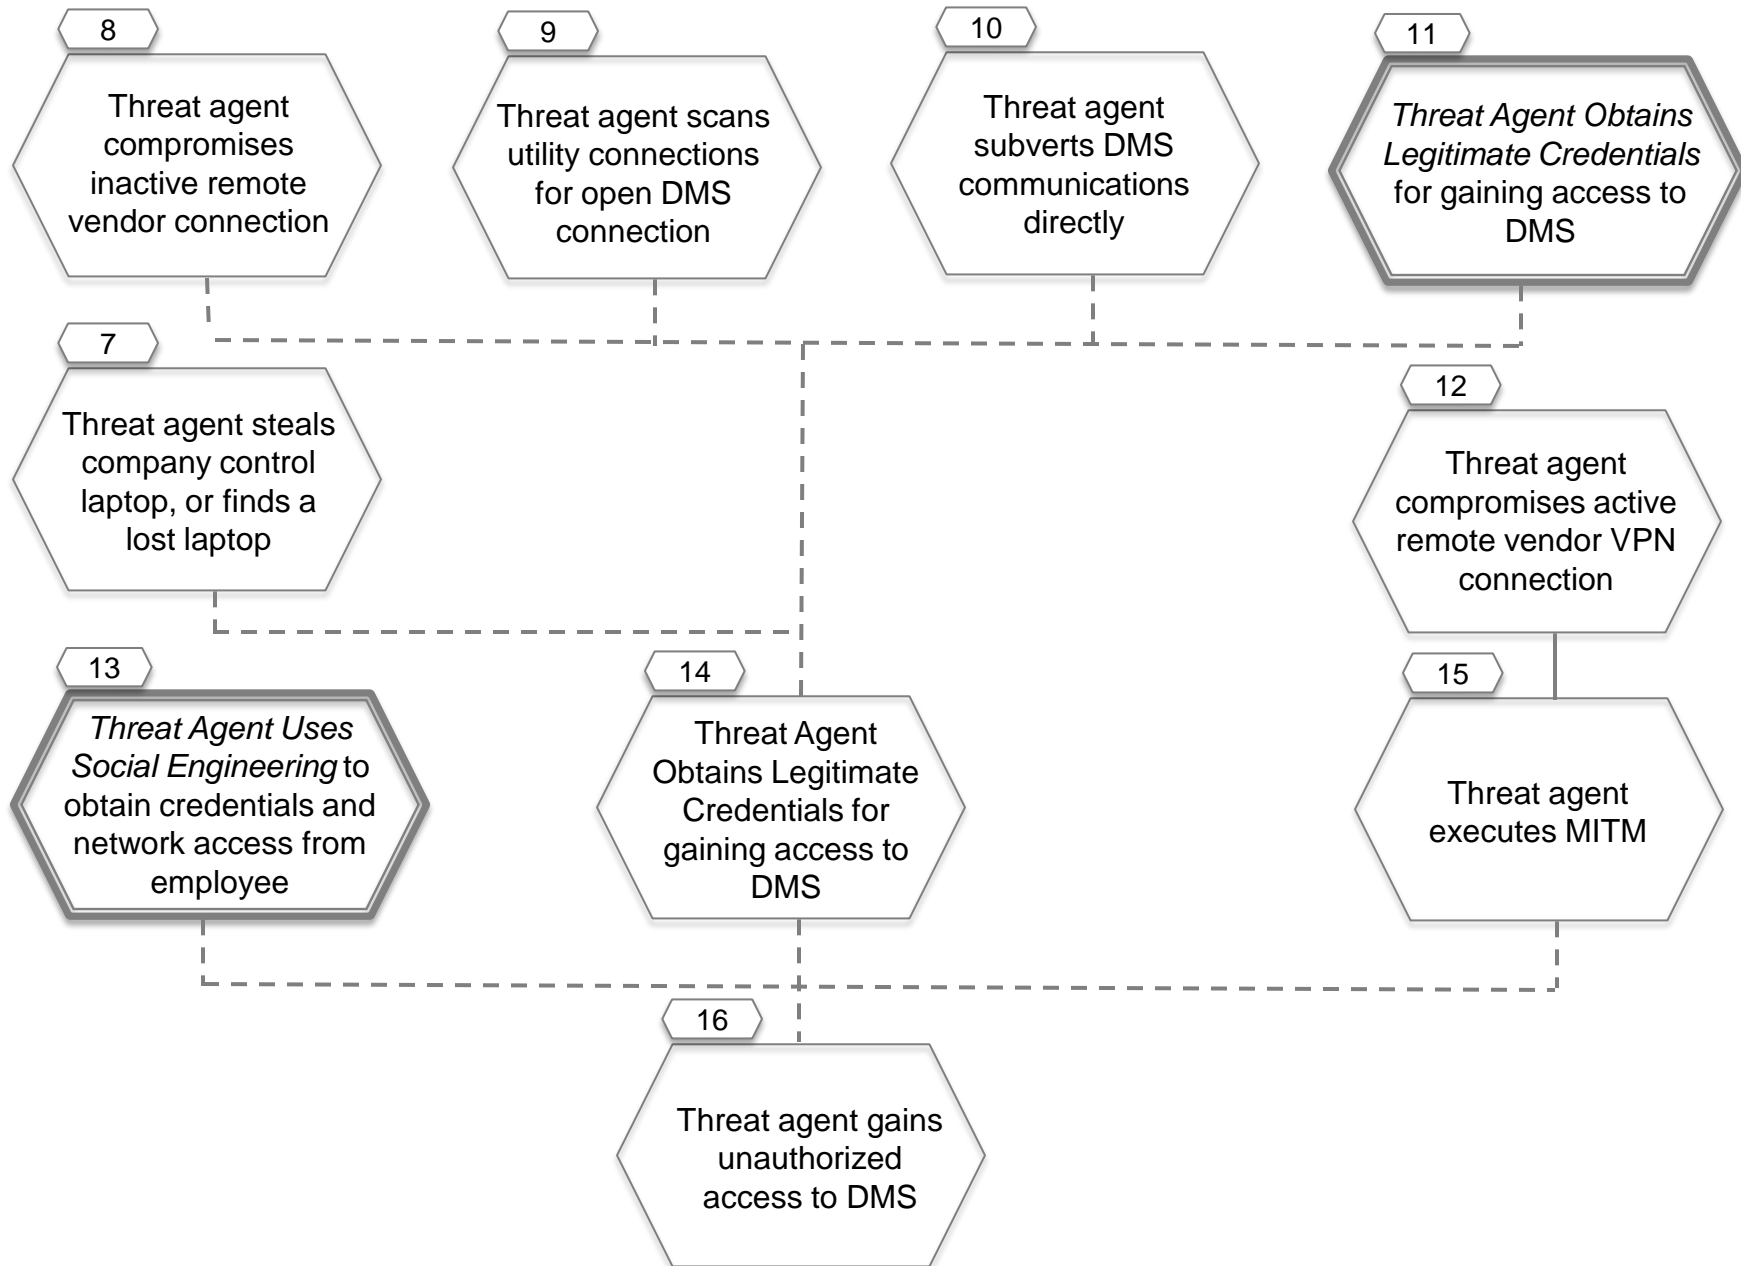 8
Threat agent
compromises
inactive remote
vendor connection
9
Threat agent scans
utility connections
for open DMS
connection
10
Threat agent
subverts DMS
communications
directly
11
Threat Agent Obtains
Legitimate Credentials
for gaining access to
DMS
7
Threat agent steals
company control
laptop, or finds a
lost laptop
12
Threat agent
compromises active
remote vendor VPN
connection
13
Threat Agent Uses
Social Engineering to
obtain credentials and
network access from
employee
14
Threat Agent
Obtains Legitimate
Credentials for
gaining access to
DMS
15
Threat agent
executes MITM
16
Threat agent gains
unauthorized
access to DMS